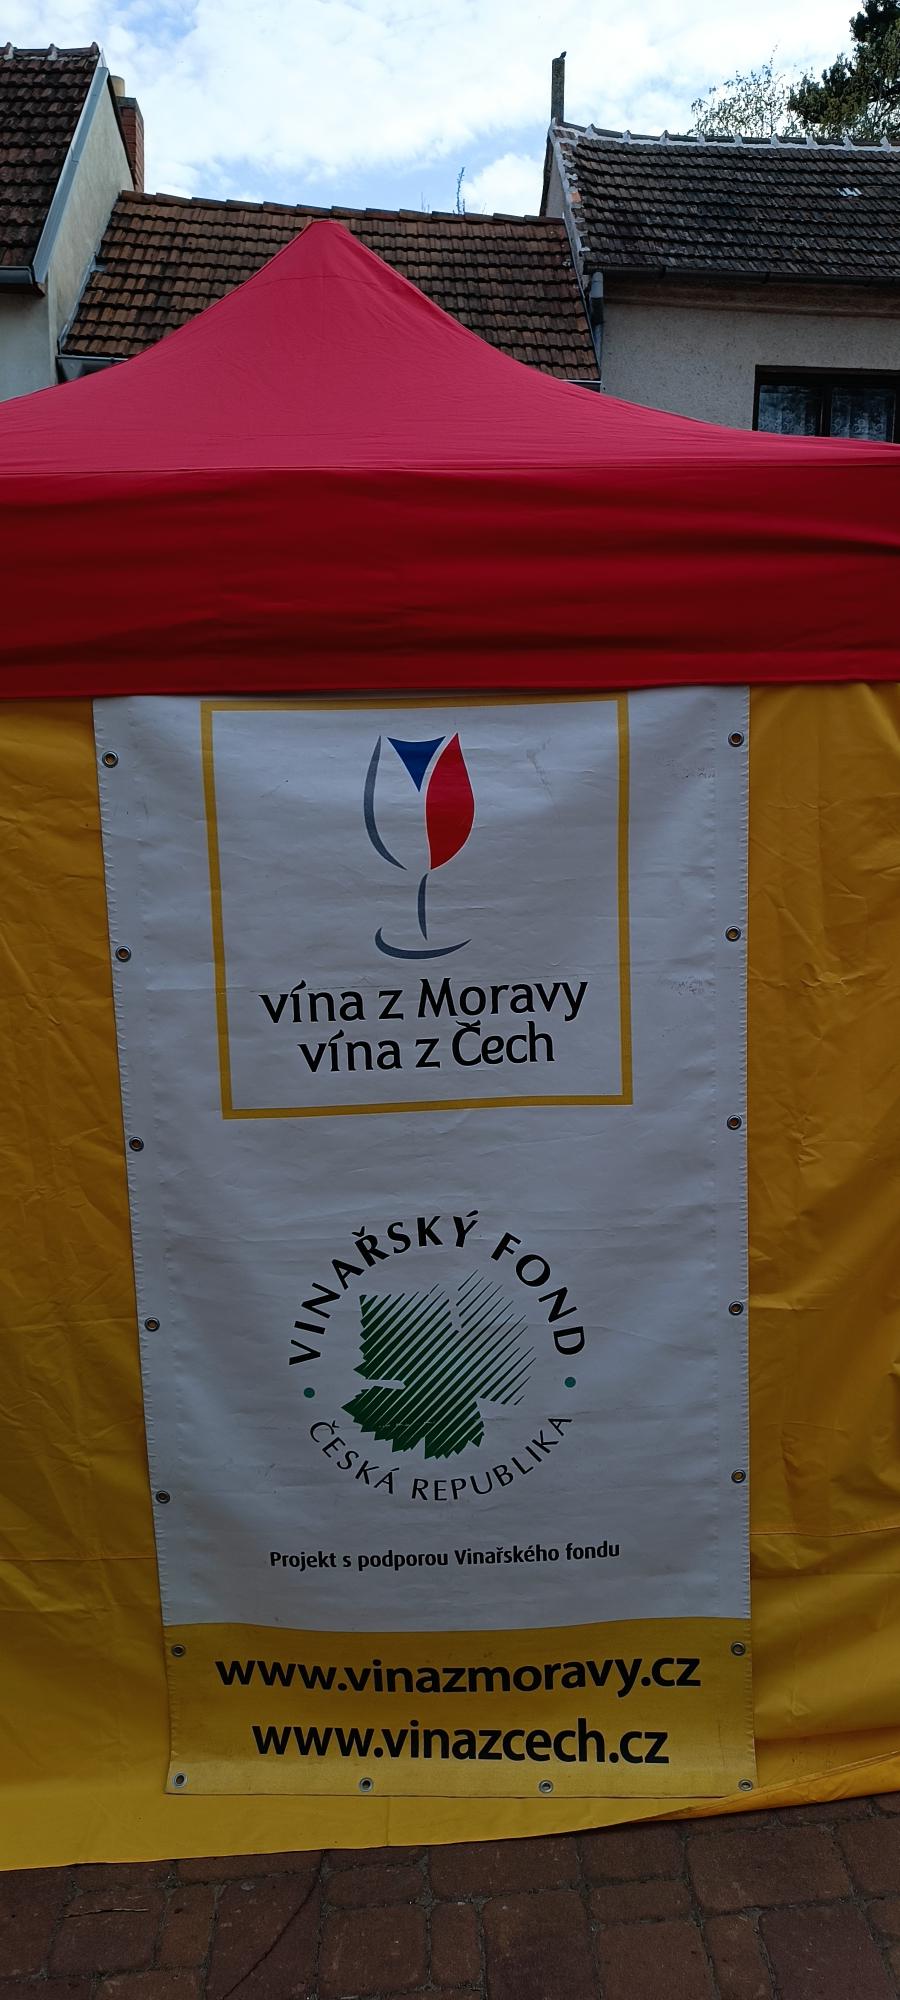 vína z Moravy
vína z Čech
VINAŘSKÝ FOND
ČESKÁ REPUBLIKA
Projekt s podporou Vinařského fondu
www.vinazmoravy.cz
www.vinazcech.cz